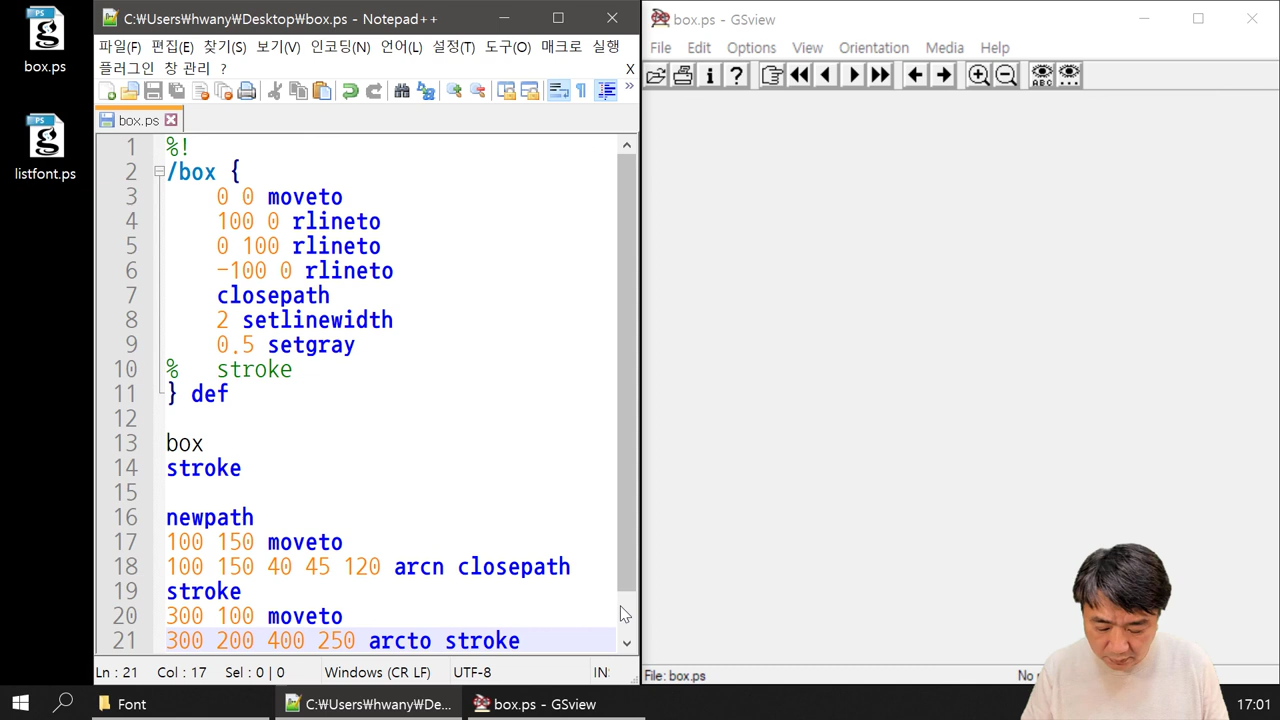 box.ps
listfont.ps
C:₩Users₩hwany₩Desktop₩box.ps - Notepad++
파일(F) 편집(E) 찾기(S) 보기(V) 인코딩(N) 언어(L) 설정(T) 도구(O) 매크로 실행
플러그인 창 관리 ? X
box.ps
1 %!
2 /box {
3 0 0 moveto
4 100 0 rlineto
5 0 100 rlineto
6 -100 0 rlineto
7 closepath
8 2 setlinewidth
9 0.5 setgray
10 % stroke
11 } def
12
13 box
14 stroke
15
16 newpath
17 100 150 moveto
18 100 150 40 45 120 arcn closepath
19 stroke
20 300 100 moveto
21 300 200 400 250 arcto stroke
Ln : 21 Col : 17 Sel : 0 | 0 Windows (CR LF) UTF-8 IN:
box.ps - GSview
File Edit Options View Orientation Media Help
ABC
File: box.ps No
Font
C:₩Users₩hwany₩De...
box.ps - GSview
17:01